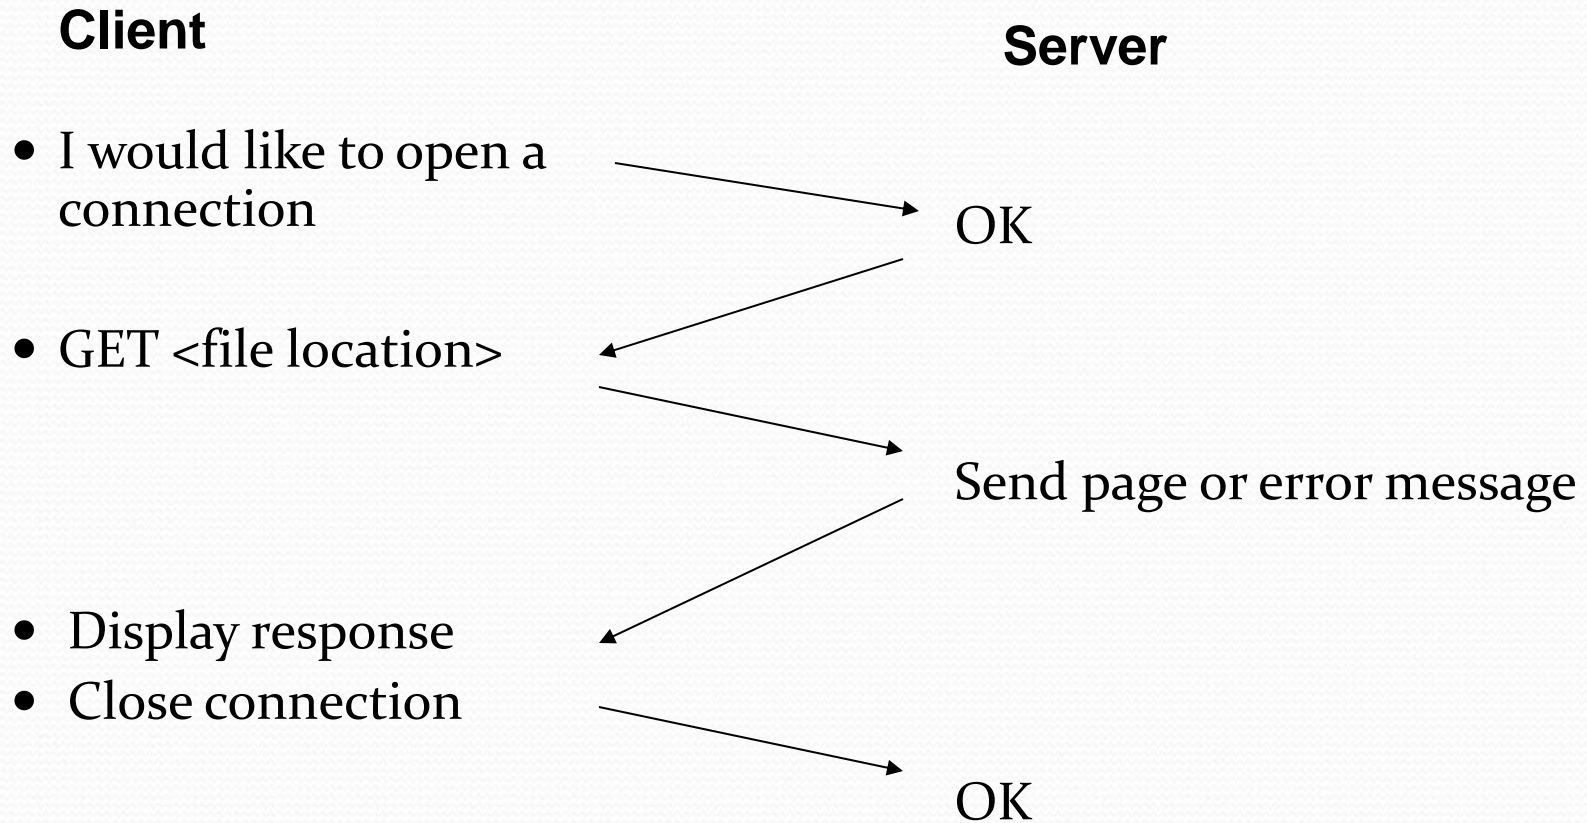 Client
Server
• I would like to open a
connection
OK
• GET <file location>
Send page or error message
• Display response
• Close connection
OK